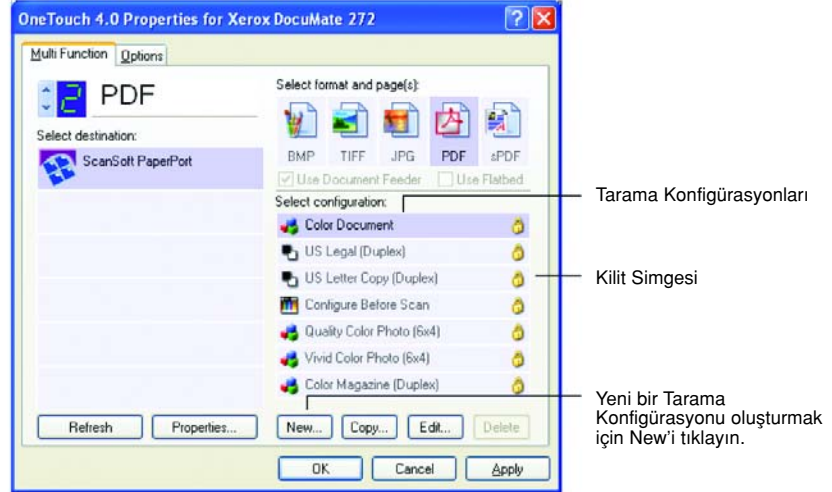 OneTouch 4.0 Properties for Xerox DocuMate 272
Multi Function
Options
2
PDF
Select destination:
ScanSoft PaperPort
Refresh
Properties...
Select format and page(s):
BMP
TIFF
JPG
PDF
sPDF
Use Document Feeder
Use Flatbed
Select configuration:
Color Document
US Legal (Duplex)
US Letter Copy (Duplex)
Configure Before Scan
Quality Color Photo (6x4)
Vivid Color Photo (6x4)
Color Magazine (Duplex)
New...
Copy...
Edit...
Delete
OK
Cancel
Apply
Tarama Konfigürasyonları
Kilit Simgesi
Yeni bir Tarama
Konfigürasyonu oluşturmak
için New'i tıklayın.